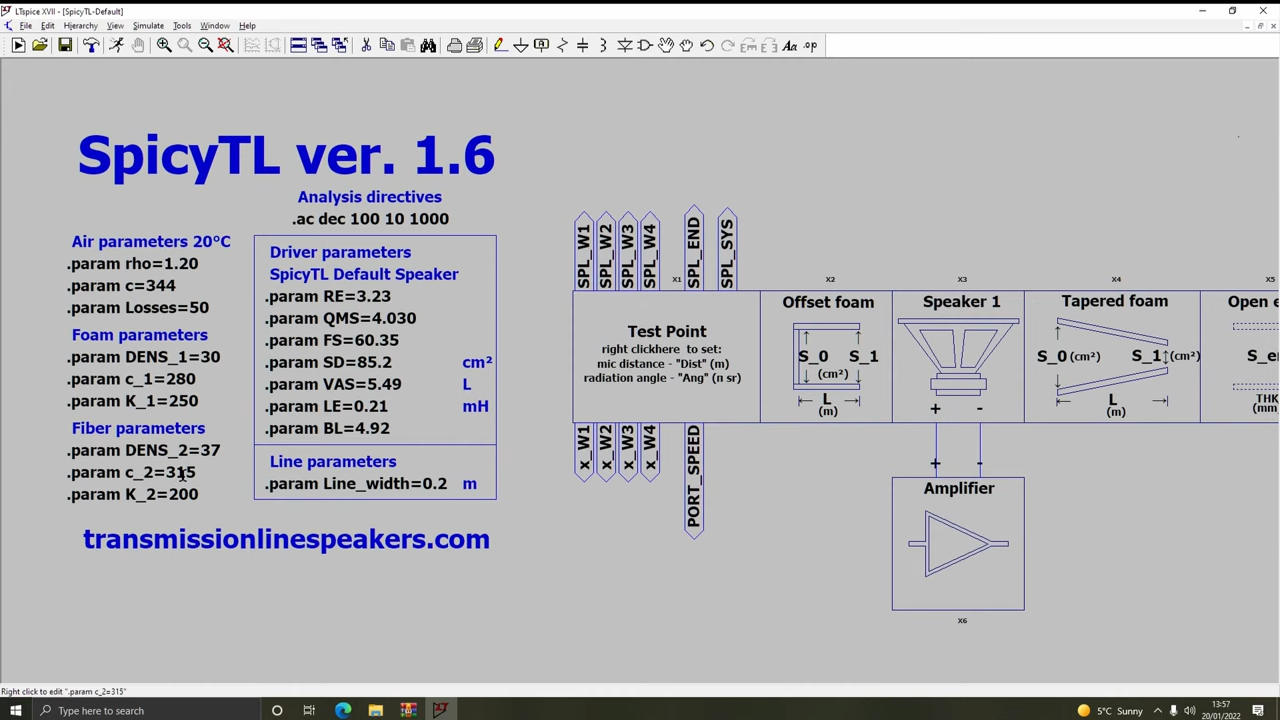 LTspice XVII - [SpicyTL-Default]
File Edit Hierarchy View Simulate Tools Window Help
SpicyTL ver. 1.6
Analysis directives
.ac dec 100 10 1000
Air parameters 20°C
.param rho=1.20
.param c=344
.param Losses=50
Foam parameters
.param DENS_1=30
.param c_1=280
.param K_1=250
Fiber parameters
.param DENS_2=37
.param c_2=315
.param K_2=200
Driver parameters
SpicyTL Default Speaker
.param RE=3.23
.param QMS=4.030
.param FS=60.35
.param SD=85.2 cm²
.param VAS=5.49 L
.param LE=0.21 mH
.param BL=4.92
Line parameters
.param Line_width=0.2 m
transmissionlinespeakers.com
SPL_W1
SPL_W2
SPL_W3
SPL_W4
SPL_END
SPL_SYS
X1
Test Point
right clickhere to set:
mic distance - "Dist" (m)
radiation angle - "Ang" (n sr)
x_W1
x_W2
x_W3
x_W4
PORT_SPEED
X2
Offset foam
S_0 S_1
(cm²)
L
(m)
X3
Speaker 1
+ -
+ -
Amplifier
X6
X4
Tapered foam
S_0 (cm²) S_1 (cm²)
L
(m)
X5
Open e
S_e
THK
(m
Right click to edit ".param c_2=315"
Type here to search
5°C Sunny
13:57
20/01/2022